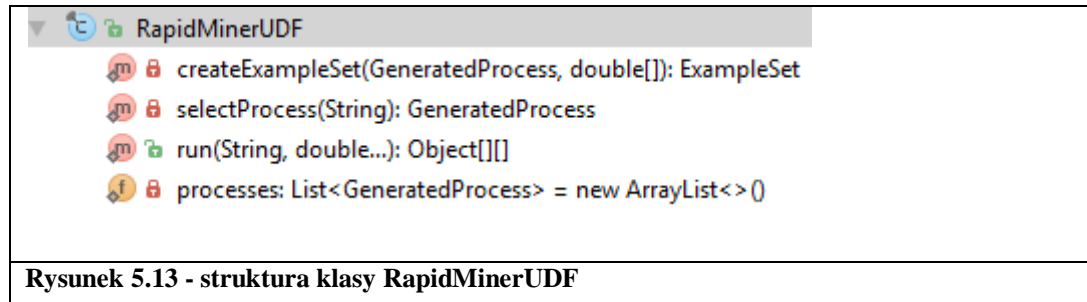 RapidMinerUDF
createExampleSet(GeneratedProcess, double[]): ExampleSet
selectProcess(String): GeneratedProcess
run(String, double...): Object[][]
processes: List<GeneratedProcess> = new ArrayList<>()
Rysunek 5.13 - struktura klasy RapidMinerUDF